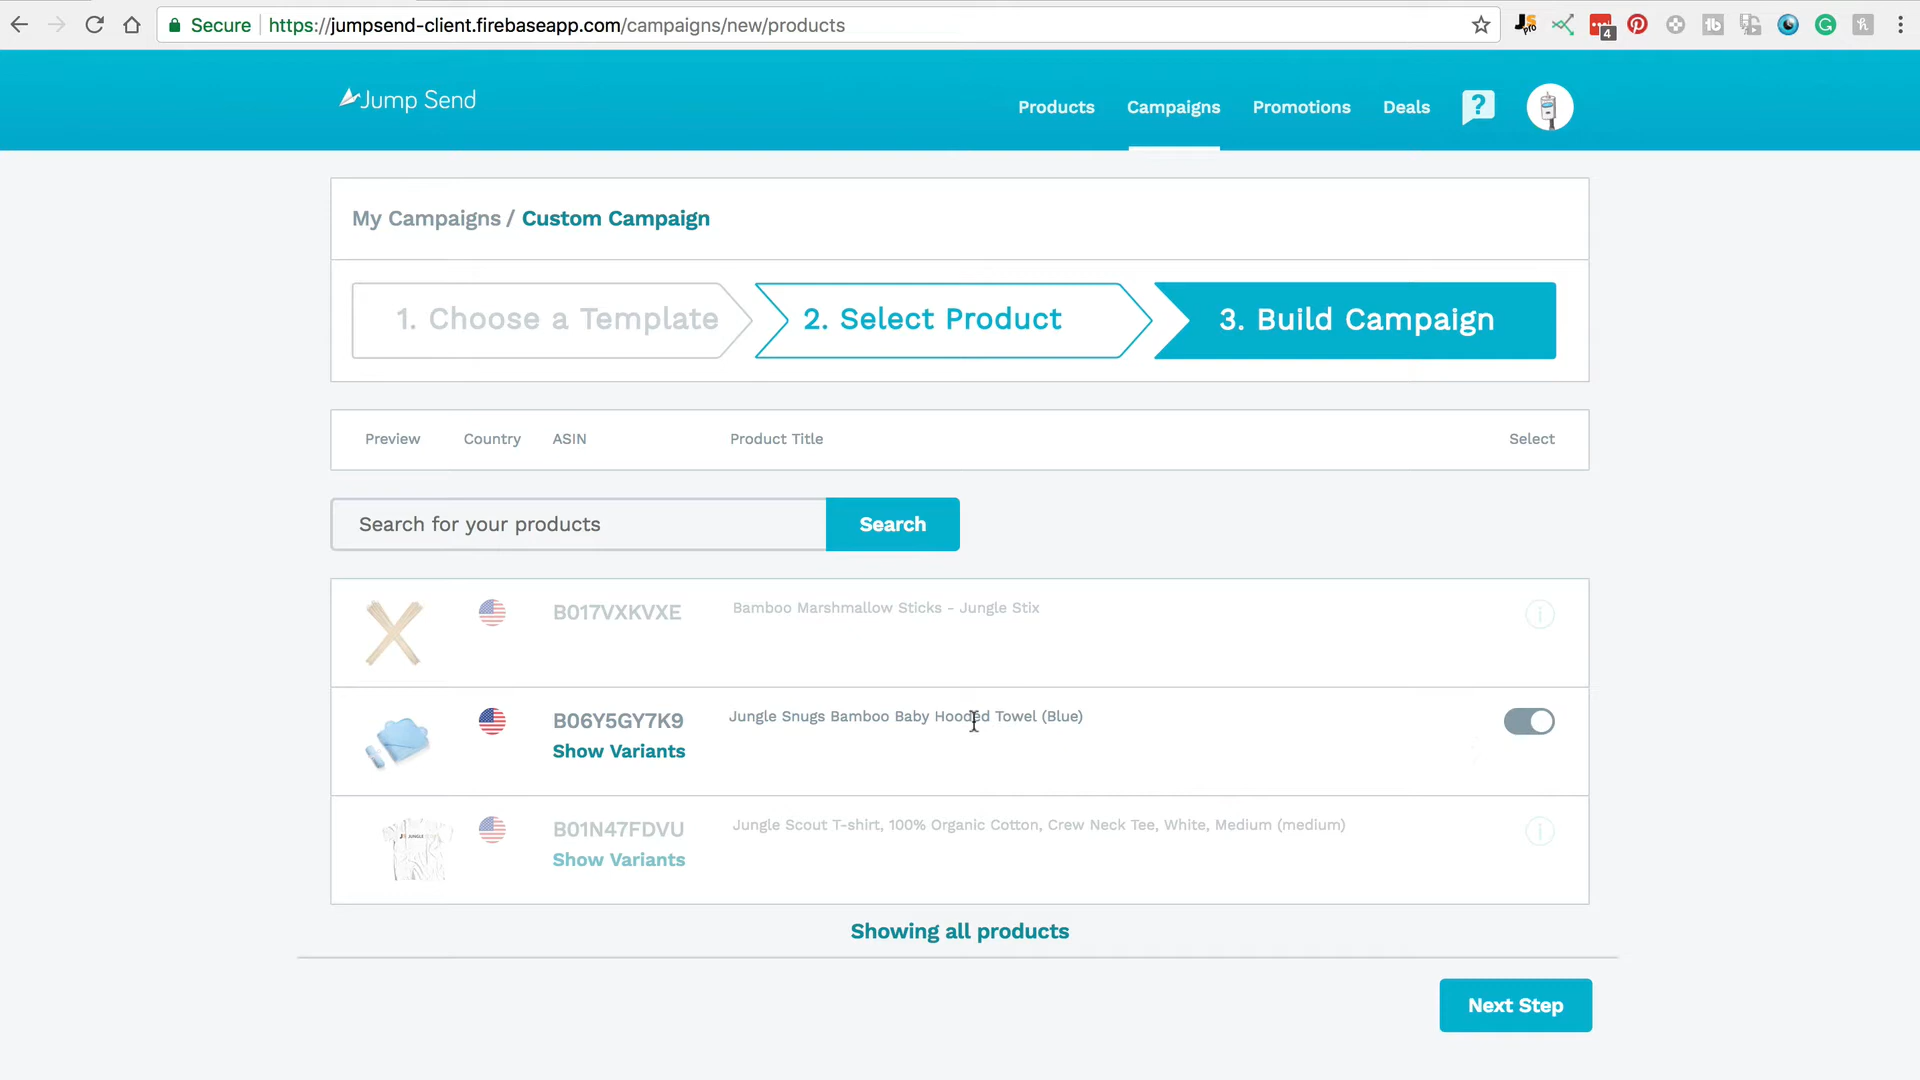 Secure https://jumpsend-client.firebaseapp.com/campaigns/new/products
4
Jump Send
Products Campaigns Promotions Deals ?
My Campaigns / Custom Campaign
1. Choose a Template 2. Select Product 3. Build Campaign
Preview Country ASIN Product Title Select
Search for your products Search
B017VXKVXE Bamboo Marshmallow Sticks - Jungle Stix
B06Y5GY7K9 Jungle Snugs Bamboo Baby Hooded Towel (Blue)
Show Variants
B01N47FDVU Jungle Scout T-shirt, 100% Organic Cotton, Crew Neck Tee, White, Medium (medium)
Show Variants
Showing all products
Next Step